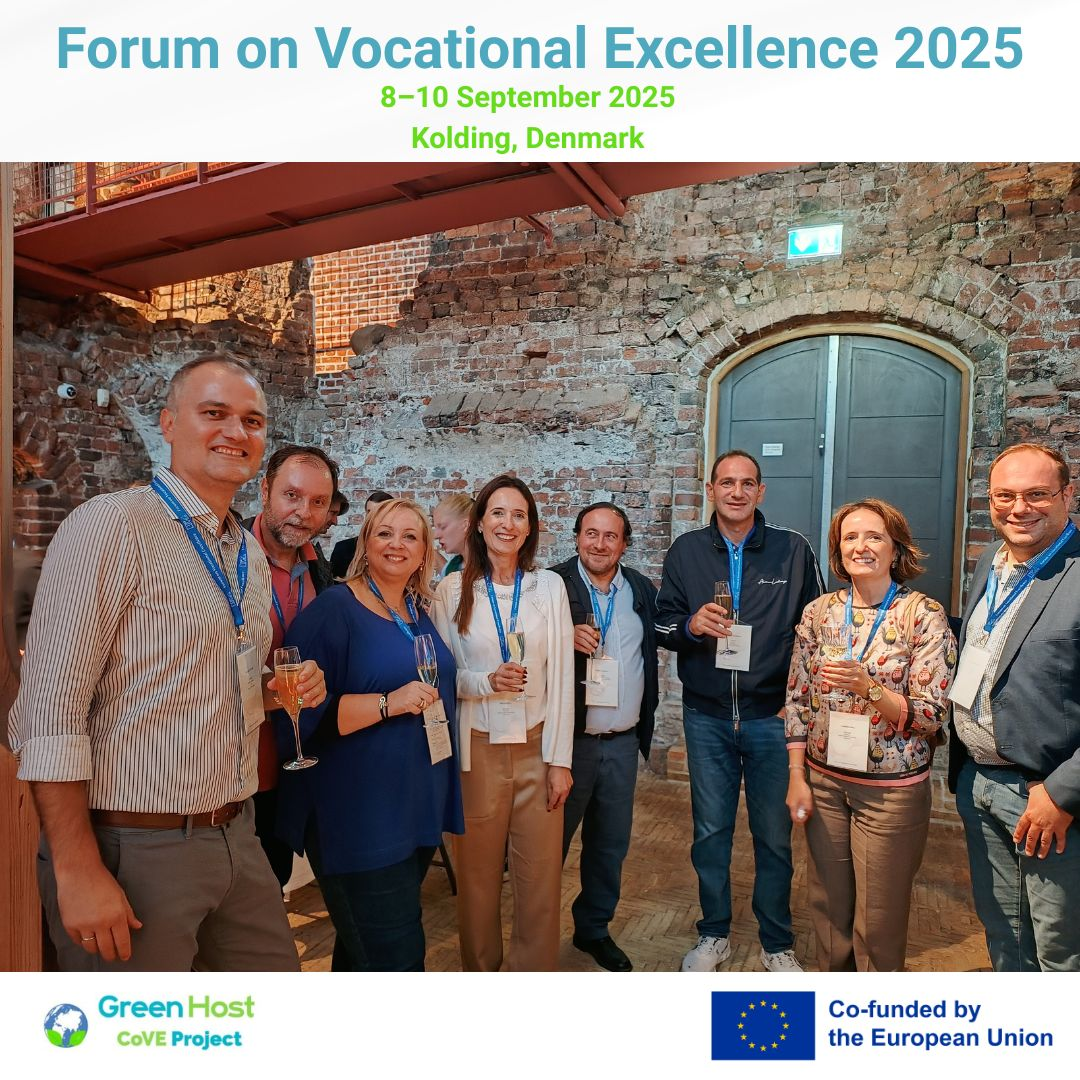 Forum on Vocational Excellence 2025
8–10 September 2025
Kolding, Denmark
Green Host
CoVE Project
Co-funded by
the European Union